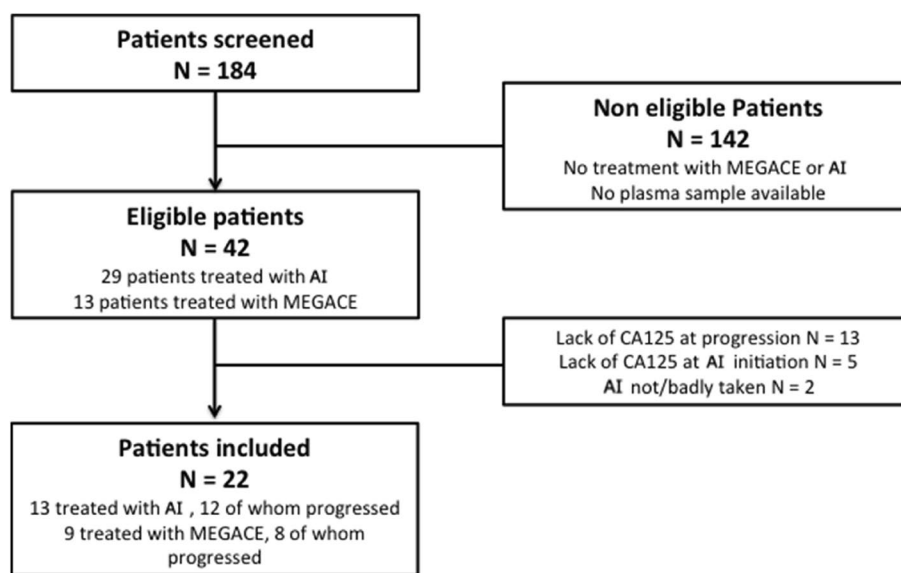 Patients screened
N = 184
Non eligible Patients
N = 142
No treatment with MEGACE or AI
No plasma sample available
Eligible patients
N = 42
29 patients treated with AI
13 patients treated with MEGACE
Lack of CA125 at progression N = 13
Lack of CA125 at AI initiation N = 5
AI not/badly taken N = 2
Patients included
N = 22
13 treated with AI , 12 of whom progressed
9 treated with MEGACE, 8 of whom
progressed